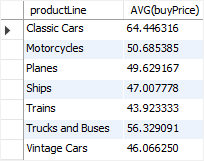 productLine AVG(buyPrice)
Classic Cars 64.446316
Motorcycles 50.685385
Planes 49.629167
Ships 47.007778
Trains 43.923333
Trucks and Buses 56.329091
Vintage Cars 46.066250